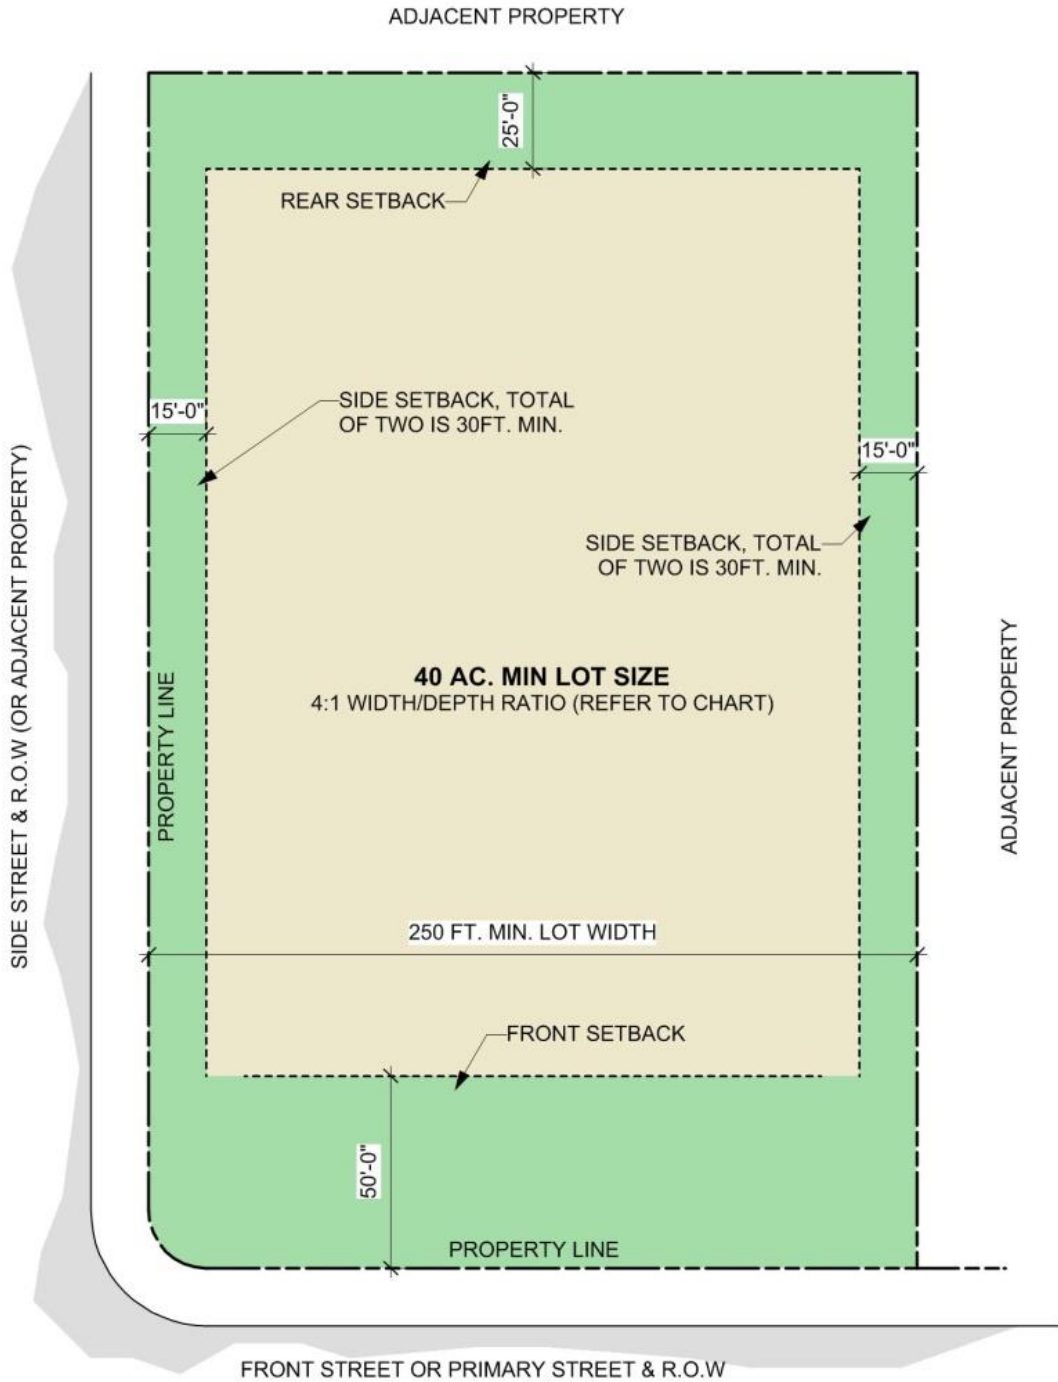 ADJACENT PROPERTY
25'-0"
REAR SETBACK
SIDE SETBACK, TOTAL
OF TWO IS 30FT. MIN.
15'-0"
15'-0"
SIDE STREET & R.O.W (OR ADJACENT PROPERTY)
SIDE SETBACK, TOTAL
OF TWO IS 30FT. MIN.
40 AC. MIN LOT SIZE
4:1 WIDTH/DEPTH RATIO (REFER TO CHART)
PROPERTY LINE
ADJACENT PROPERTY
250 FT. MIN. LOT WIDTH
FRONT SETBACK
50'-0"
PROPERTY LINE
FRONT STREET OR PRIMARY STREET & R.O.W